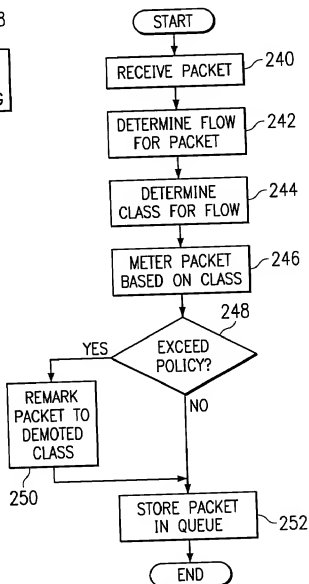 START
RECEIVE PACKET
240
DETERMINE FLOW
FOR PACKET
242
DETERMINE
CLASS FOR FLOW
244
METER PACKET
BASED ON CLASS
246
248
EXCEED
POLICY?
YES
NO
REMARK
PACKET TO
DEMOTED
CLASS
250
STORE PACKET
IN QUEUE
252
END